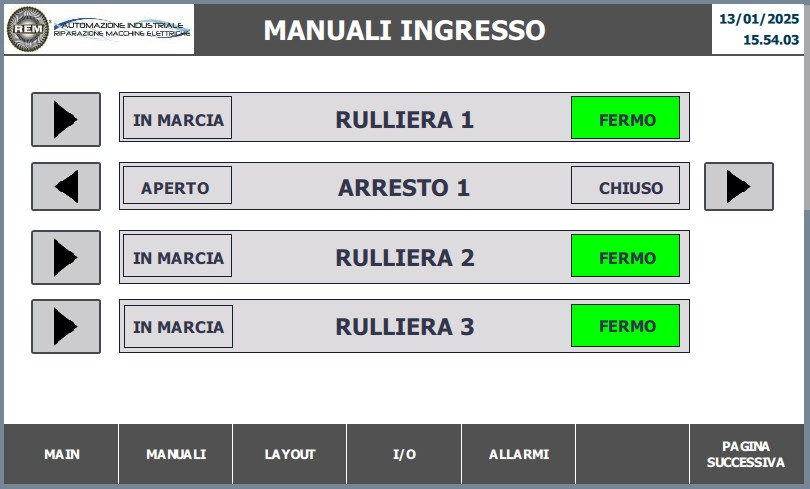 REM
AUTOMAZIONE INDUSTRIALE
RIPARAZIONE MACCHINE ELETTRICHE
MANUALI INGRESSO
13/01/2025
15.54.03
IN MARCIA RULLIERA 1 FERMO
APERTO ARRESTO 1 CHIUSO
IN MARCIA RULLIERA 2 FERMO
IN MARCIA RULLIERA 3 FERMO
MAIN MANUALI LAYOUT I/O ALLARMI PAGINA
SUCCESSIVA